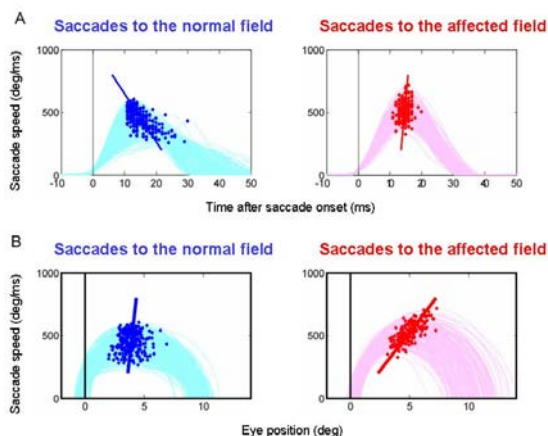 A
Saccades to the normal field
Saccades to the affected field
Saccade speed (deg/ms)
1000
500
0
-10 0 10 20 30 40 50
1000
500
0
-10 0 10 20 30 40 50
Time after saccade onset (ms)
B
Saccades to the normal field
Saccades to the affected field
Saccade speed (deg/ms)
1000
500
0
0 5 10
1000
500
0
0 5 10
Eye position (deg)